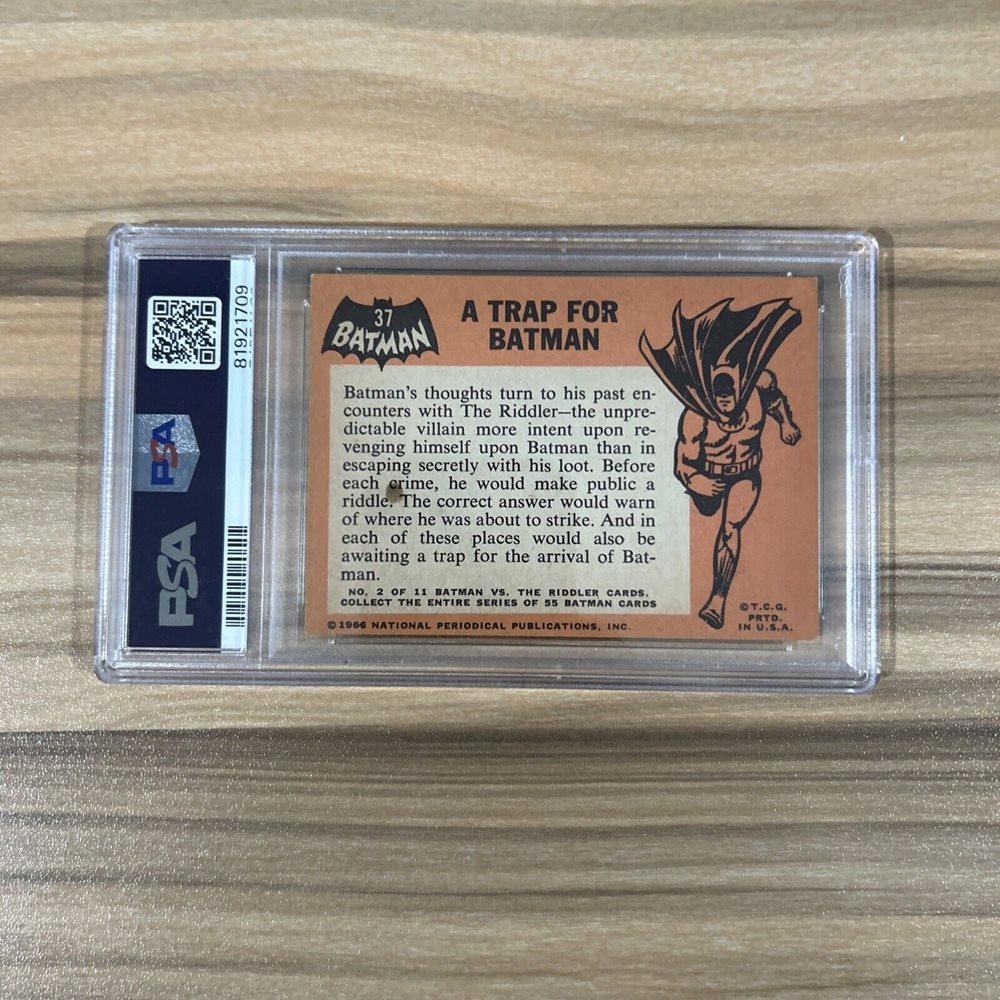 81921709
PSA
PSA
37
BATMAN
A TRAP FOR
BATMAN
Batman's thoughts turn to his past en-
counters with The Riddler—the unpre-
dictable villain more intent upon re-
venging himself upon Batman than in
escaping secretly with his loot. Before
each crime, he would make public a
riddle. The correct answer would warn
of where he was about to strike. And in
each of these places would also be
awaiting a trap for the arrival of Bat-
man.
NO. 2 OF 11 BATMAN VS. THE RIDDLER CARDS.
COLLECT THE ENTIRE SERIES OF 55 BATMAN CARDS
©1966 NATIONAL PERIODICAL PUBLICATIONS, INC.
©T.C.G.
PRTD.
IN U.S.A.